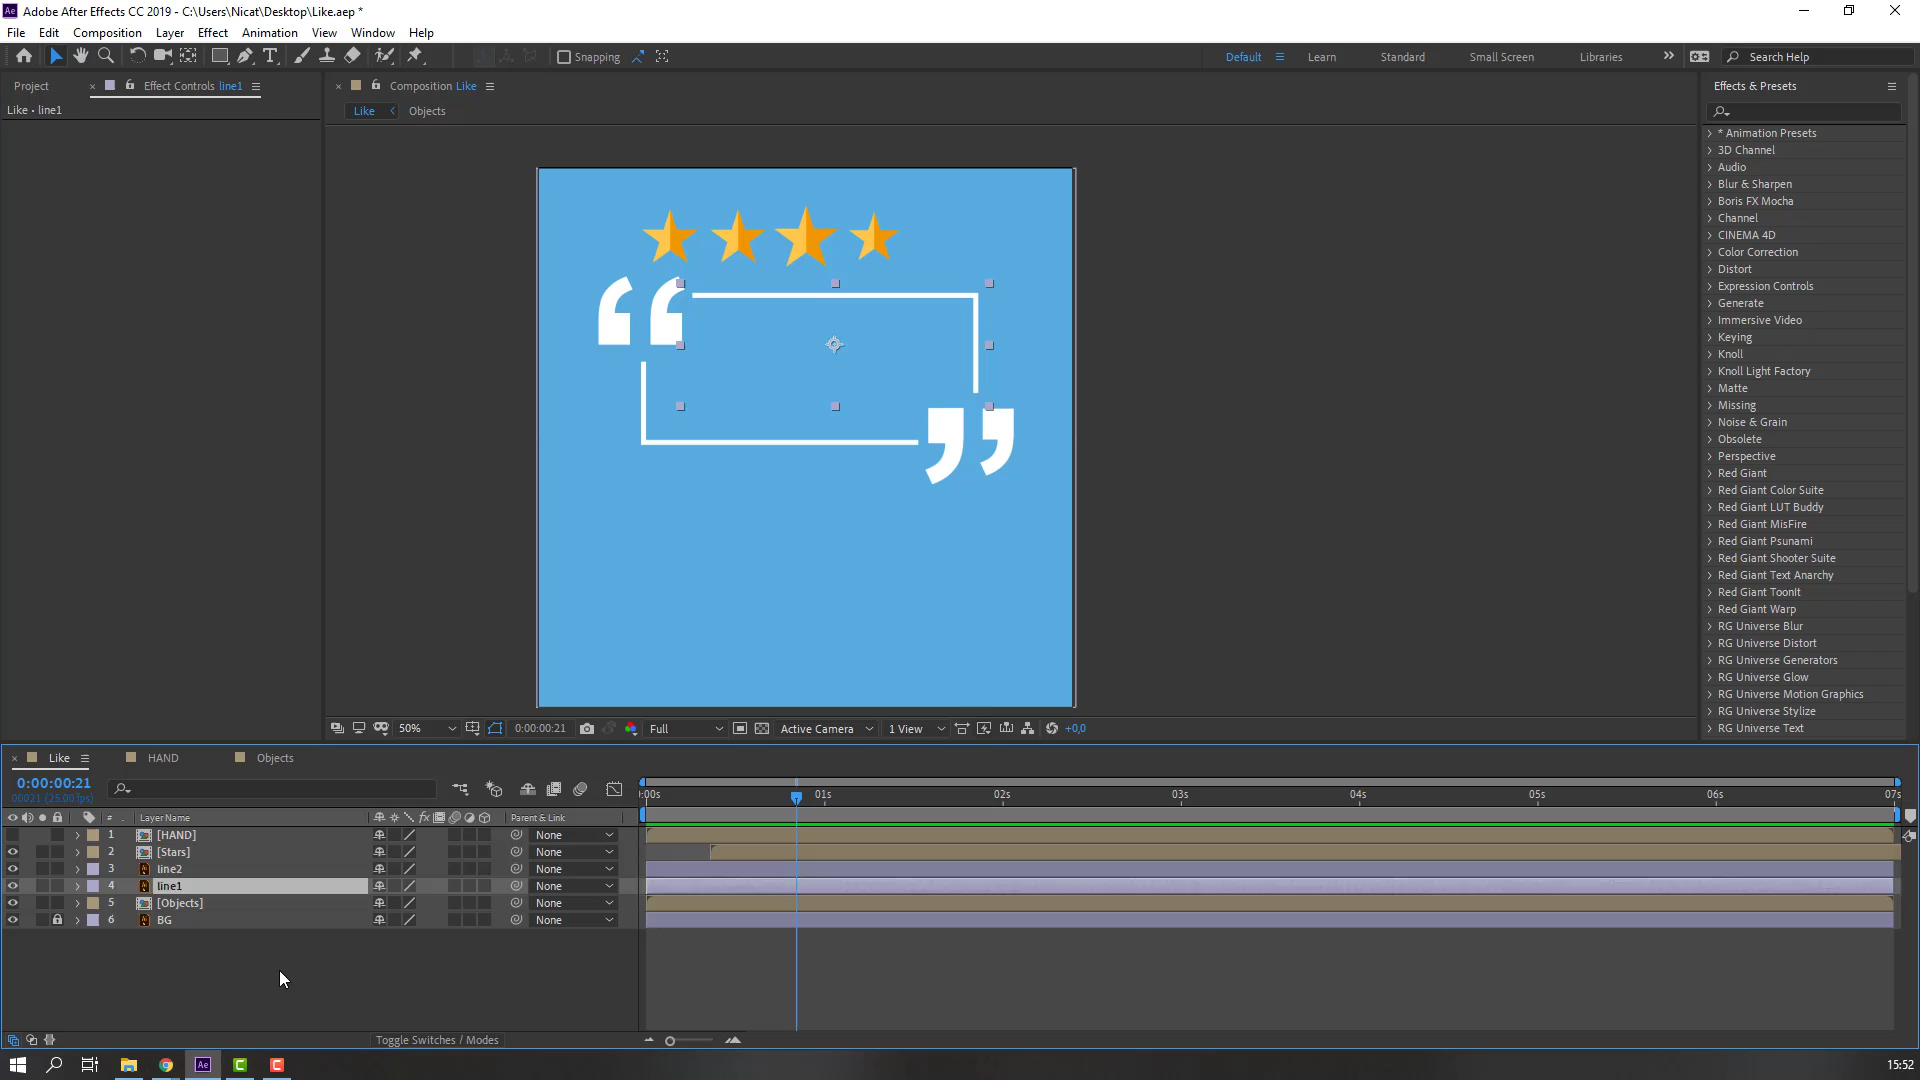 Adobe After Effects CC 2019 - C:\Users\Nicat\Desktop\Like.aep *
File Edit Composition Layer Effect Animation View Window Help
Snapping Default Learn Standard Small Screen Libraries Search Help
Project Effect Controls line1
Composition Like
Effects & Presets
Like • line1
Like Objects
* Animation Presets
3D Channel
Audio
Blur & Sharpen
Boris FX Mocha
Channel
CINEMA 4D
Color Correction
Distort
Expression Controls
Generate
Immersive Video
Keying
Knoll
Knoll Light Factory
Matte
Missing
Noise & Grain
Obsolete
Perspective
Red Giant
Red Giant Color Suite
Red Giant LUT Buddy
Red Giant MisFire
Red Giant Psunami
Red Giant Shooter Suite
Red Giant Text Anarchy
Red Giant ToonIt
Red Giant Warp
RG Universe Blur
RG Universe Distort
RG Universe Generators
RG Universe Glow
RG Universe Motion Graphics
RG Universe Stylize
RG Universe Text
50% 0:00:00:21 Full Active Camera 1 View +0,0
Like HAND Objects
0:00:00:21
00021 (25.00 fps)
:00s 01s 02s 03s 04s 05s 06s 07s
# Layer Name Parent & Link
1 [HAND] None
2 [Stars] None
3 line2 None
4 line1 None
5 [Objects] None
6 BG None
Toggle Switches / Modes
15:52